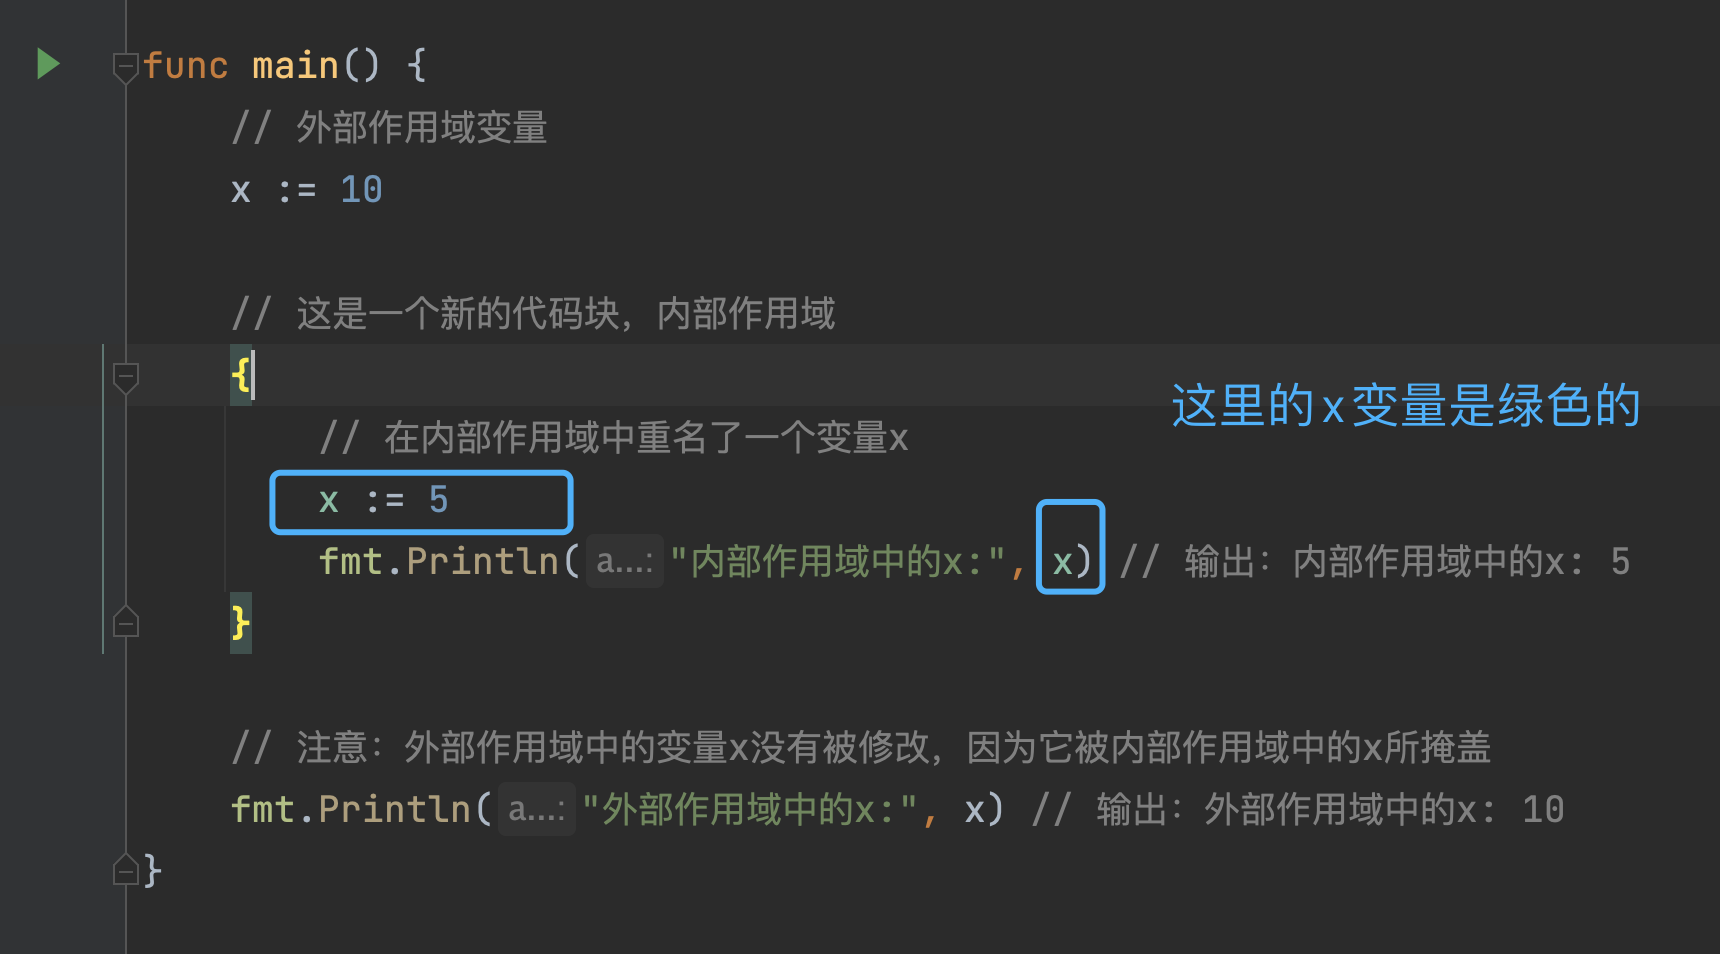 func main() {
// 外部作用域变量
x := 10
// 这是一个新的代码块，内部作用域
{
这里的x变量是绿色的
// 在内部作用域中重名了一个变量x
x := 5
fmt.Println( a...: "内部作用域中的x:", x) // 输出：内部作用域中的x: 5
}
// 注意：外部作用域中的变量x没有被修改，因为它被内部作用域中的x所掩盖
fmt.Println( a...: "外部作用域中的x:", x) // 输出：外部作用域中的x: 10
}